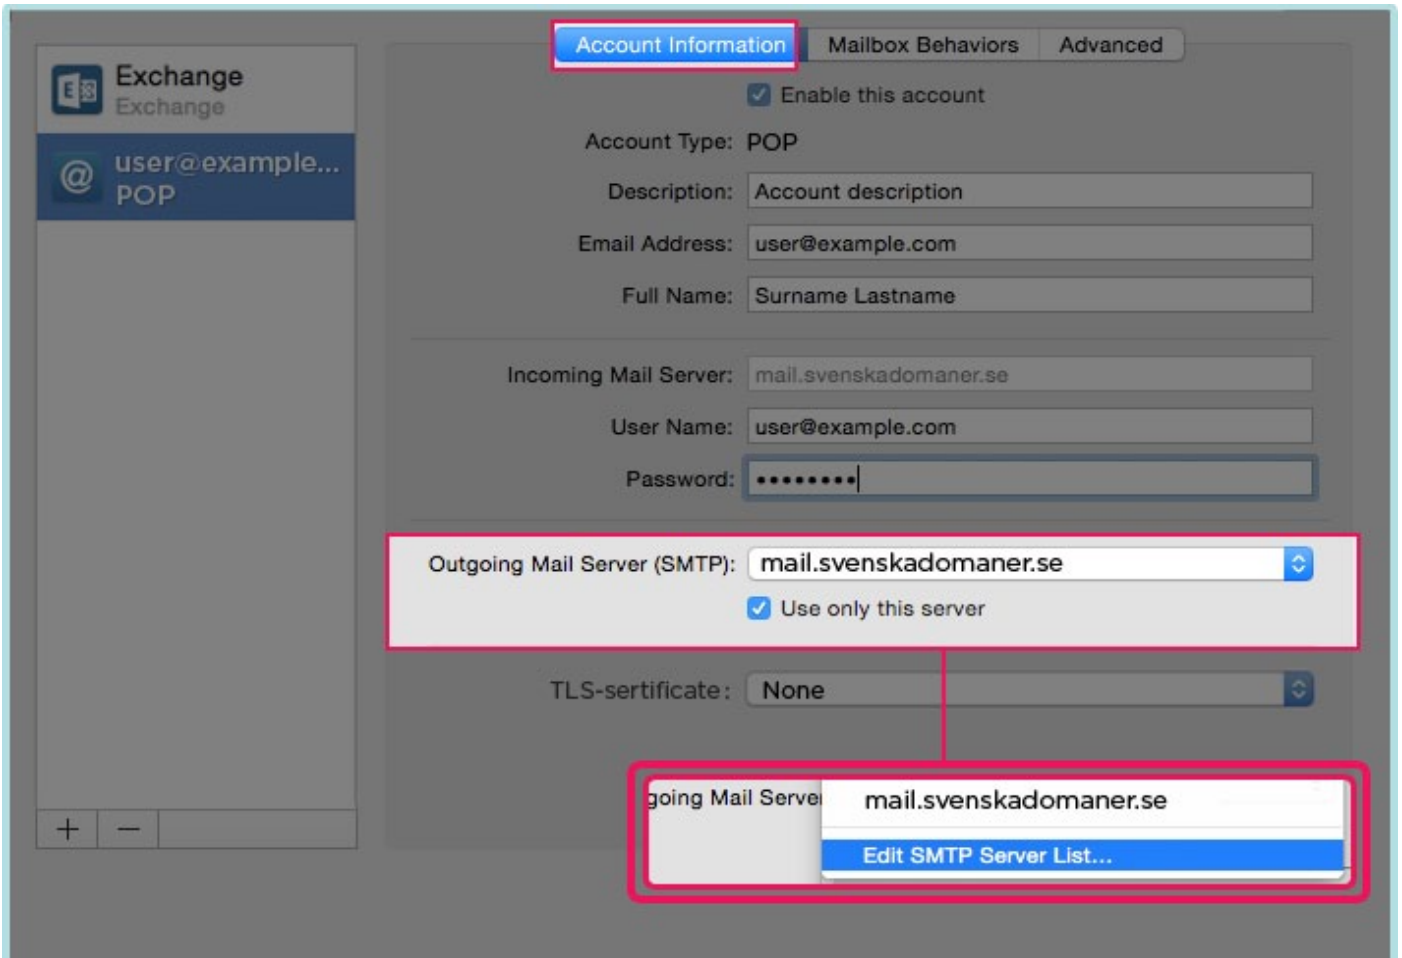 Account Information
Mailbox Behaviors
Advanced
Exchange
Exchange
user@example...
POP
Enable this account
Account Type: POP
Description: Account description
Email Address: user@example.com
Full Name: Surname Lastname
Incoming Mail Server: mail.svenskadomaner.se
User Name: user@example.com
Password: ••••••••
Outgoing Mail Server (SMTP): mail.svenskadomaner.se
Use only this server
TLS-sertificate: None
going Mail Server mail.svenskadomaner.se
Edit SMTP Server List...